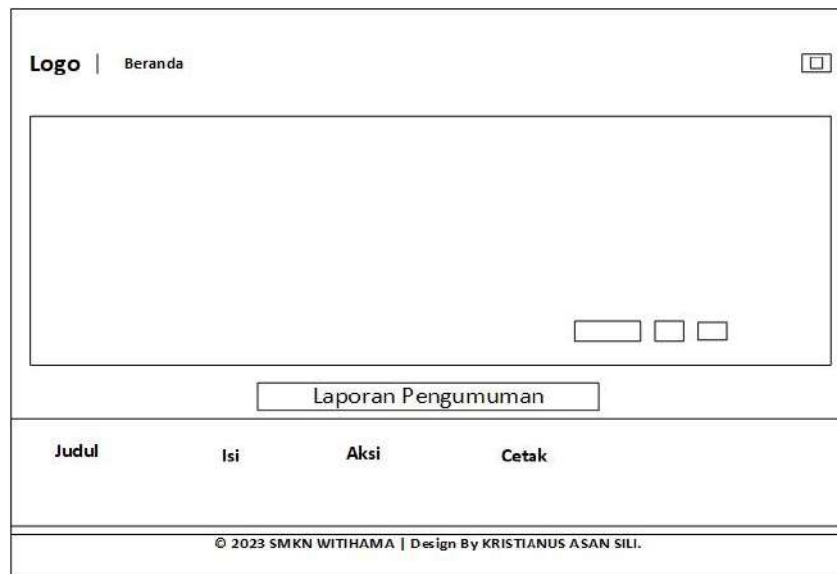 Logo | Beranda
Laporan Pengumuman
Judul Isi Aksi Cetak
© 2023 SMKN WITIHAMA | Design By KRISTIANUS ASAN SILI.